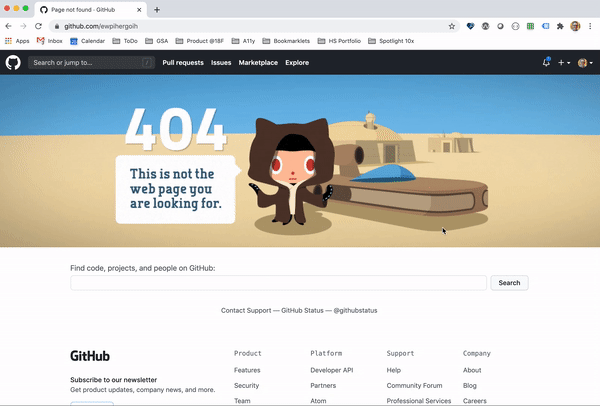 Page not found · GitHub
github.com/ewpihergoih
Apps
Inbox
Calendar
ToDo
GSA
Product @18F
A11y
Bookmarklets
HS Portfolio
Spotlight 10x
Search or jump to...
/
Pull requests
Issues
Marketplace
Explore
404
This is not the
web page you
are looking for.
Find code, projects, and people on GitHub:
Search
Contact Support — GitHub Status — @githubstatus
GitHub
Subscribe to our newsletter
Get product updates, company news, and more.
Product
Features
Security
Team
Platform
Developer API
Partners
Atom
Support
Help
Community Forum
Professional Services
Company
About
Blog
Careers